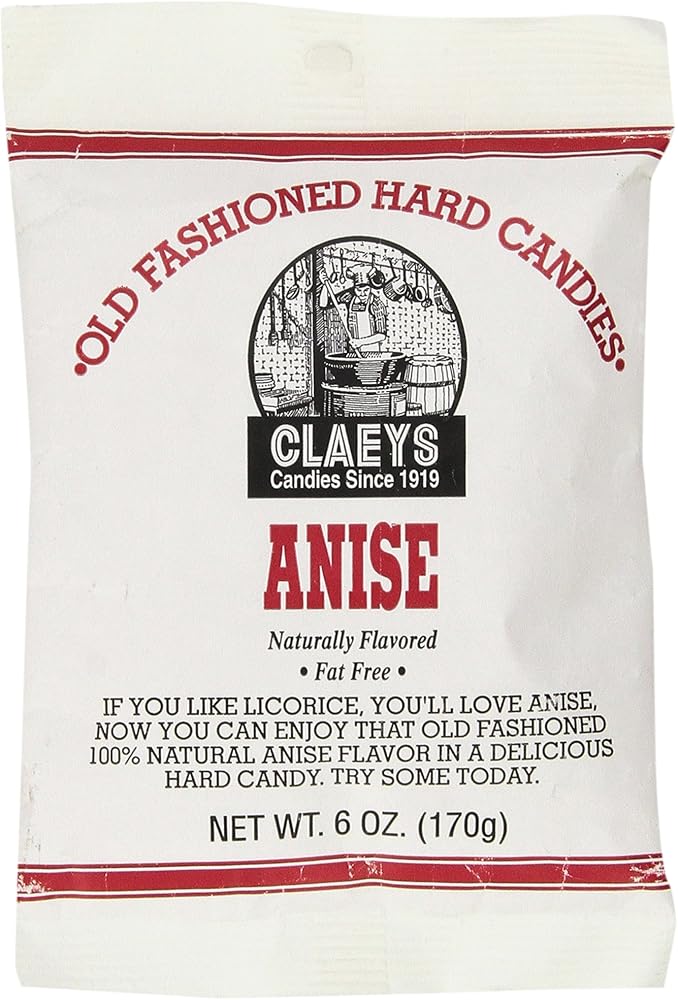 •OLD FASHIONED HARD CANDIES•
CLAEYS
Candies Since 1919
ANISE
Naturally Flavored
• Fat Free •
IF YOU LIKE LICORICE, YOU'LL LOVE ANISE,
NOW YOU CAN ENJOY THAT OLD FASHIONED
100% NATURAL ANISE FLAVOR IN A DELICIOUS
HARD CANDY. TRY SOME TODAY.
NET WT. 6 OZ. (170g)